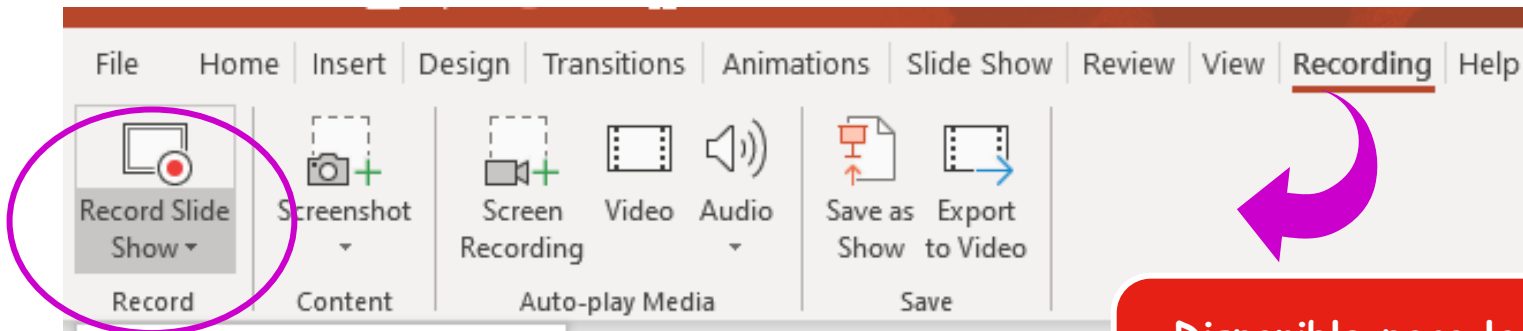 File Home Insert Design Transitions Animations Slide Show Review View Recording Help
Record Slide Show
Screenshot
Screen Recording
Video
Audio
Save as Show
Export to Video
Record
Content
Auto-play Media
Save